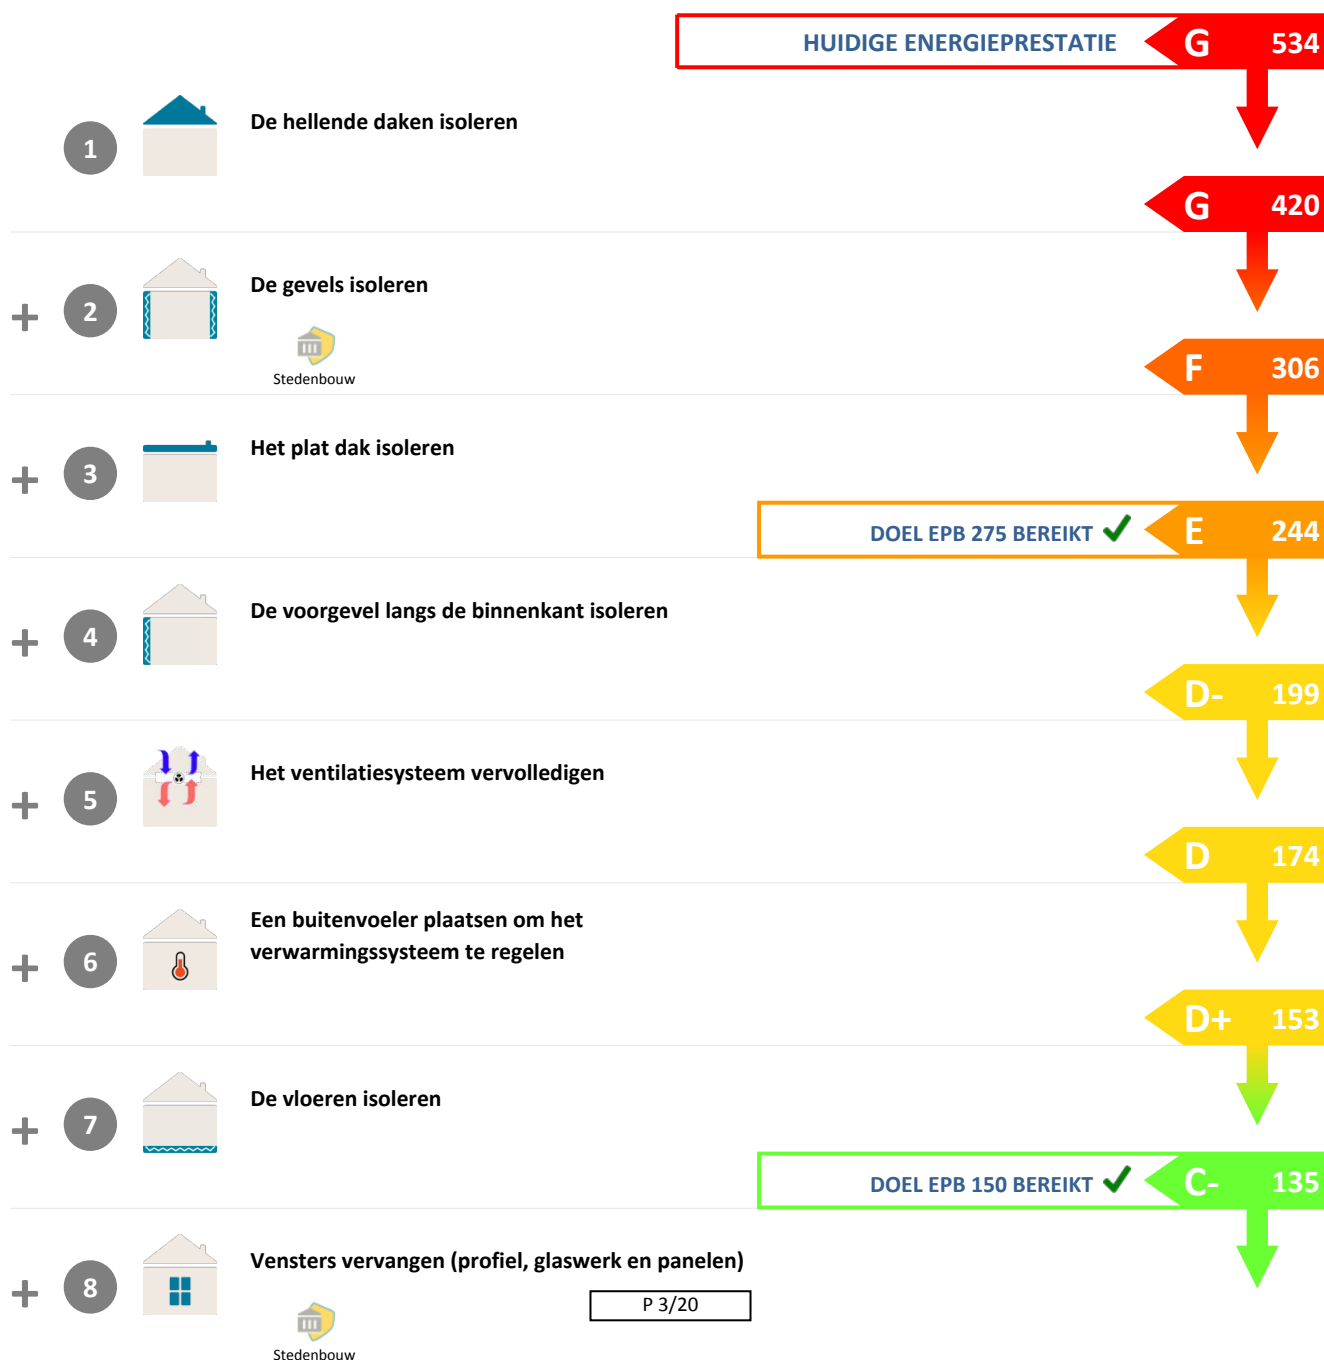 HUIDIGE ENERGIEPRESTATIE G 534
1 De hellende daken isoleren
G 420
+ 2 De gevels isoleren
Stedenbouw
F 306
+ 3 Het plat dak isoleren
DOEL EPB 275 BEREIKT ✓ E 244
+ 4 De voorgevel langs de binnenkant isoleren
D- 199
+ 5 Het ventilatiesysteem vervolledigen
D 174
+ 6 Een buitenvoeler plaatsen om het
verwarmingssysteem te regelen
D+ 153
+ 7 De vloeren isoleren
DOEL EPB 150 BEREIKT ✓ C- 135
+ 8 Vensters vervangen (profiel, glaswerk en panelen)
P 3/20
Stedenbouw